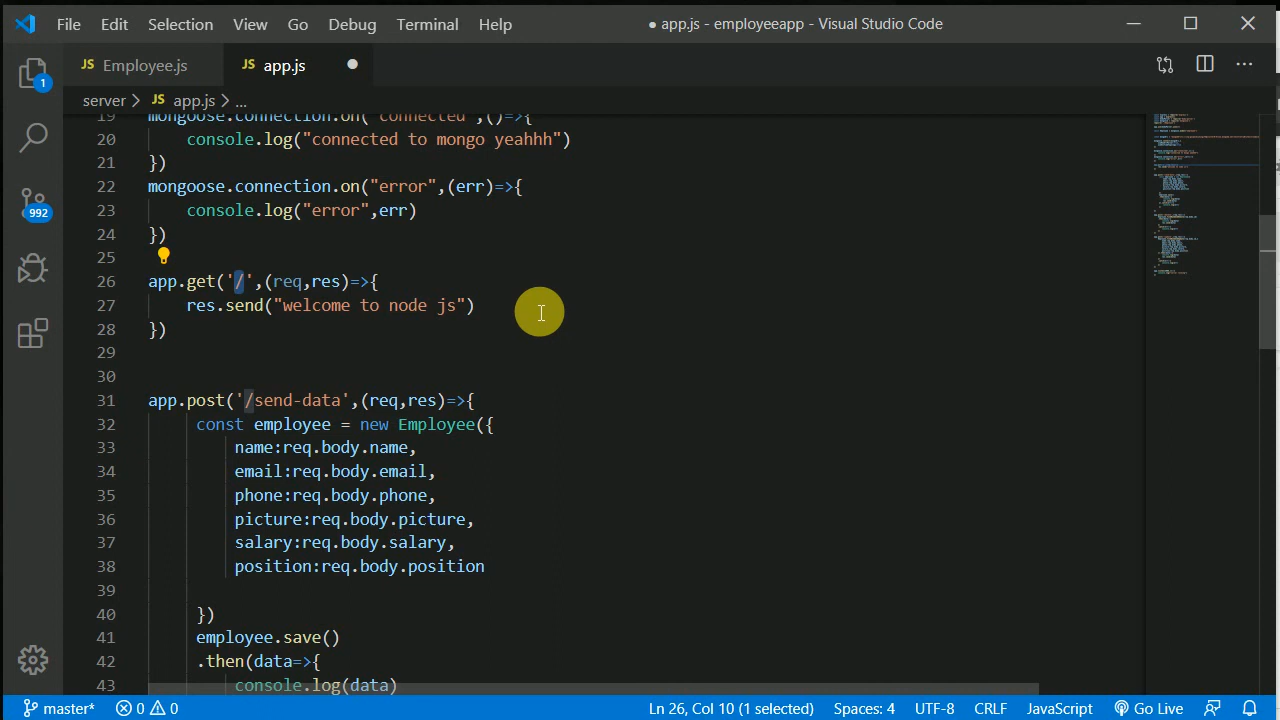 File Edit Selection View Go Debug Terminal Help ● app.js - employeeapp - Visual Studio Code
JS Employee.js JS app.js ●
1
server > JS app.js > ...
19 mongoose.connection.on("connected",()=>{
20 console.log("connected to mongo yeahhh")
21 })
22 mongoose.connection.on("error",(err)=>{
992
23 console.log("error",err)
24 })
25
26 app.get('/',(req,res)=>{
27 res.send("welcome to node js")
28 })
29
30
31 app.post('/send-data',(req,res)=>{
32 const employee = new Employee({
33 name:req.body.name,
34 email:req.body.email,
35 phone:req.body.phone,
36 picture:req.body.picture,
37 salary:req.body.salary,
38 position:req.body.position
39
40 })
41 employee.save()
42 .then(data=>{
43 console.log(data)
master* 0 0 Ln 26, Col 10 (1 selected) Spaces: 4 UTF-8 CRLF JavaScript Go Live